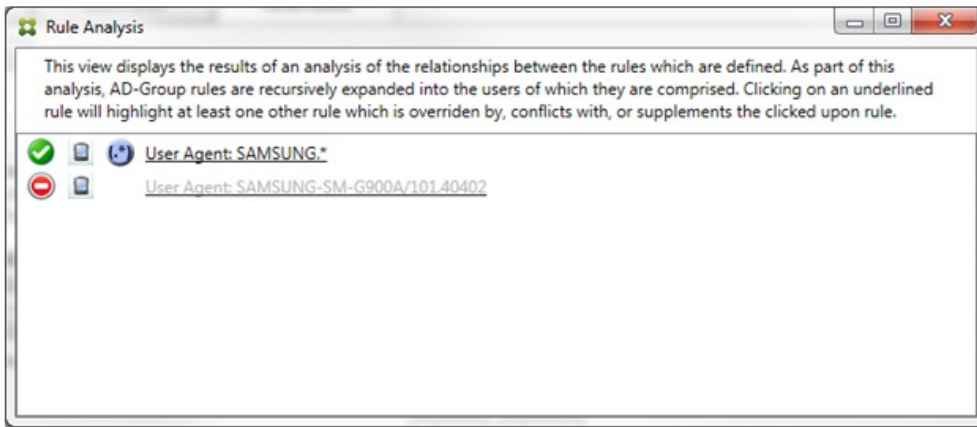 Rule Analysis
This view displays the results of an analysis of the relationships between the rules which are defined. As part of this
analysis, AD-Group rules are recursively expanded into the users of which they are comprised. Clicking on an underlined
rule will highlight at least one other rule which is overriden by, conflicts with, or supplements the clicked upon rule.
(.*) User Agent: SAMSUNG.*
User Agent: SAMSUNG-SM-G900A/101.40402